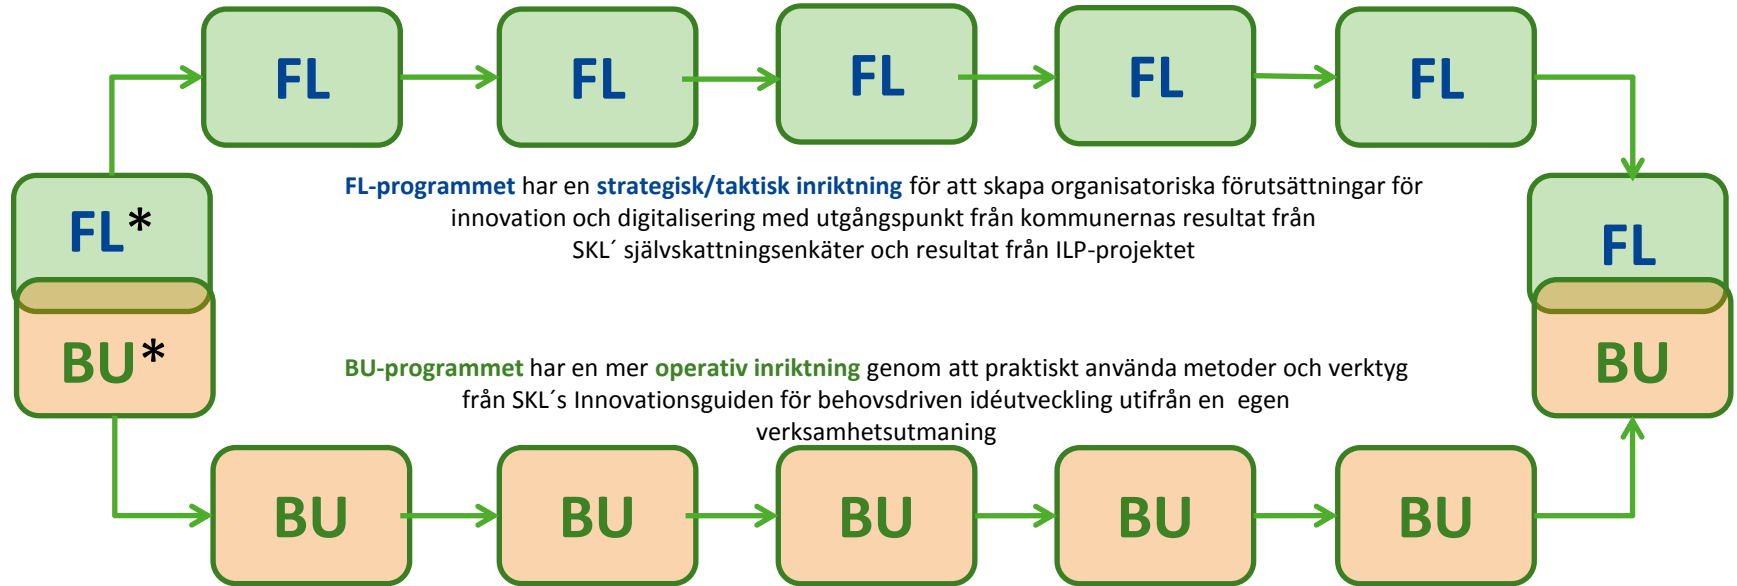 FL FL FL FL FL
FL-programmet har en strategisk/taktisk inriktning för att skapa organisatoriska förutsättningar för
innovation och digitalisering med utgångspunkt från kommunernas resultat från
SKL´ självskattningsenkäter och resultat från ILP-projektet
FL*
FL
BU*
BU
BU-programmet har en mer operativ inriktning genom att praktiskt använda metoder och verktyg
från SKL´s Innovationsguiden för behovsdriven idéutveckling utifrån en egen
verksamhetsutmaning
BU BU BU BU BU